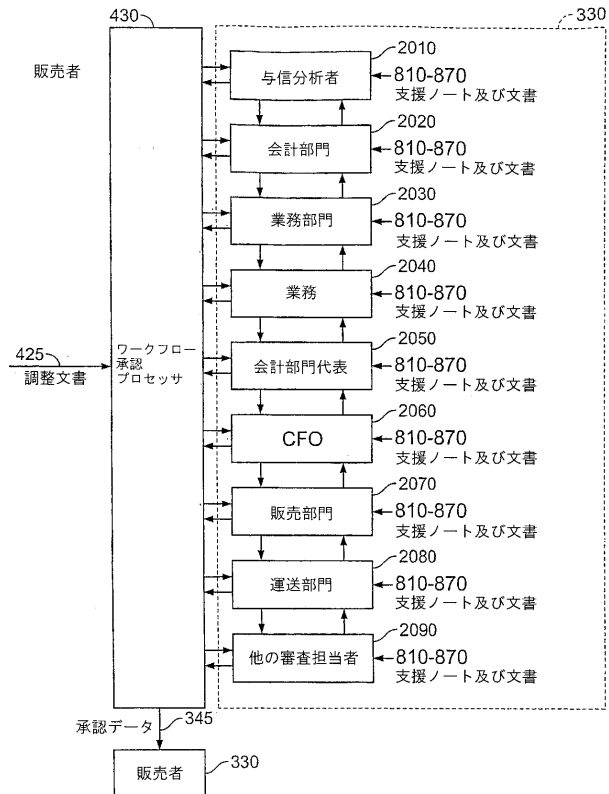 430
330
販売者
2010
与信分析者
810-870
支援ノート及び文書
2020
会計部門
810-870
支援ノート及び文書
2030
業務部門
810-870
支援ノート及び文書
2040
業務
810-870
支援ノート及び文書
2050
425
調整文書
ワークフロー
承認
プロセッサ
会計部門代表
810-870
支援ノート及び文書
2060
CFO
810-870
支援ノート及び文書
2070
販売部門
810-870
支援ノート及び文書
2080
運送部門
810-870
支援ノート及び文書
2090
他の審査担当者
810-870
支援ノート及び文書
承認データ
345
販売者
330